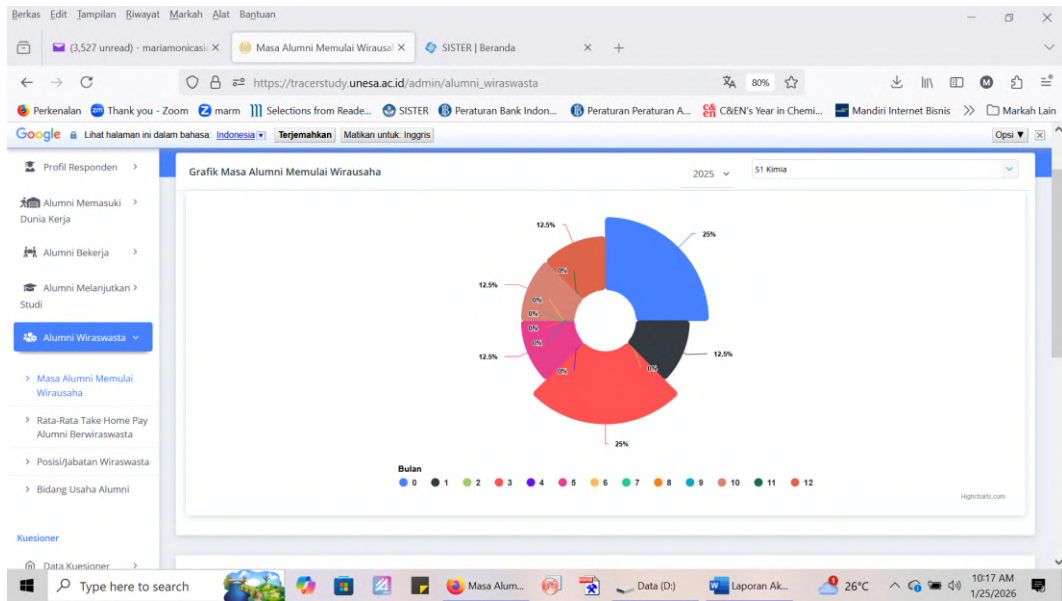 Berkas Edit Tampilan Riwayat Markah Alat Bantuan
(3,527 unread) - mariamonicasi
Masa Alumni Memulai Wirausa
SISTER | Beranda
https://tracerstudy.unesa.ac.id/admin/alumni_wiraswasta
80%
Perkenalan
Thank you - Zoom
marm
Selections from Reade...
SISTER
Peraturan Bank Indon...
Peraturan Peraturan A...
C&EN's Year in Chemi...
Mandiri Internet Bisnis
Markah Lain
Google
Lihat halaman ini dalam bahasa: Indonesia
Terjemahkan
Matikan untuk: Inggris
Opsi ▼
Profil Responden
Alumni Memasuki
Dunia Kerja
Alumni Bekerja
Alumni Melanjutkan
Studi
Alumni Wiraswasta
Masa Alumni Memulai
Wirausaha
Rata-Rata Take Home Pay
Alumni Berwiraswasta
Posisi/Jabatan Wiraswasta
Bidang Usaha Alumni
Kuesioner
Data Kuesioner
Grafik Masa Alumni Memulai Wirausaha
2025
S1 Kimia
12.5%
25%
0%
12.5%
0%
0%
0%
0%
12.5%
12.5%
0%
0%
25%
Bulan
0 1 2 3 4 5 6 7 8 9 10 11 12
Highcharts.com
Type here to search
Masa Alum...
Data (D:)
Laporan Ak...
26°C
10:17 AM
1/25/2026